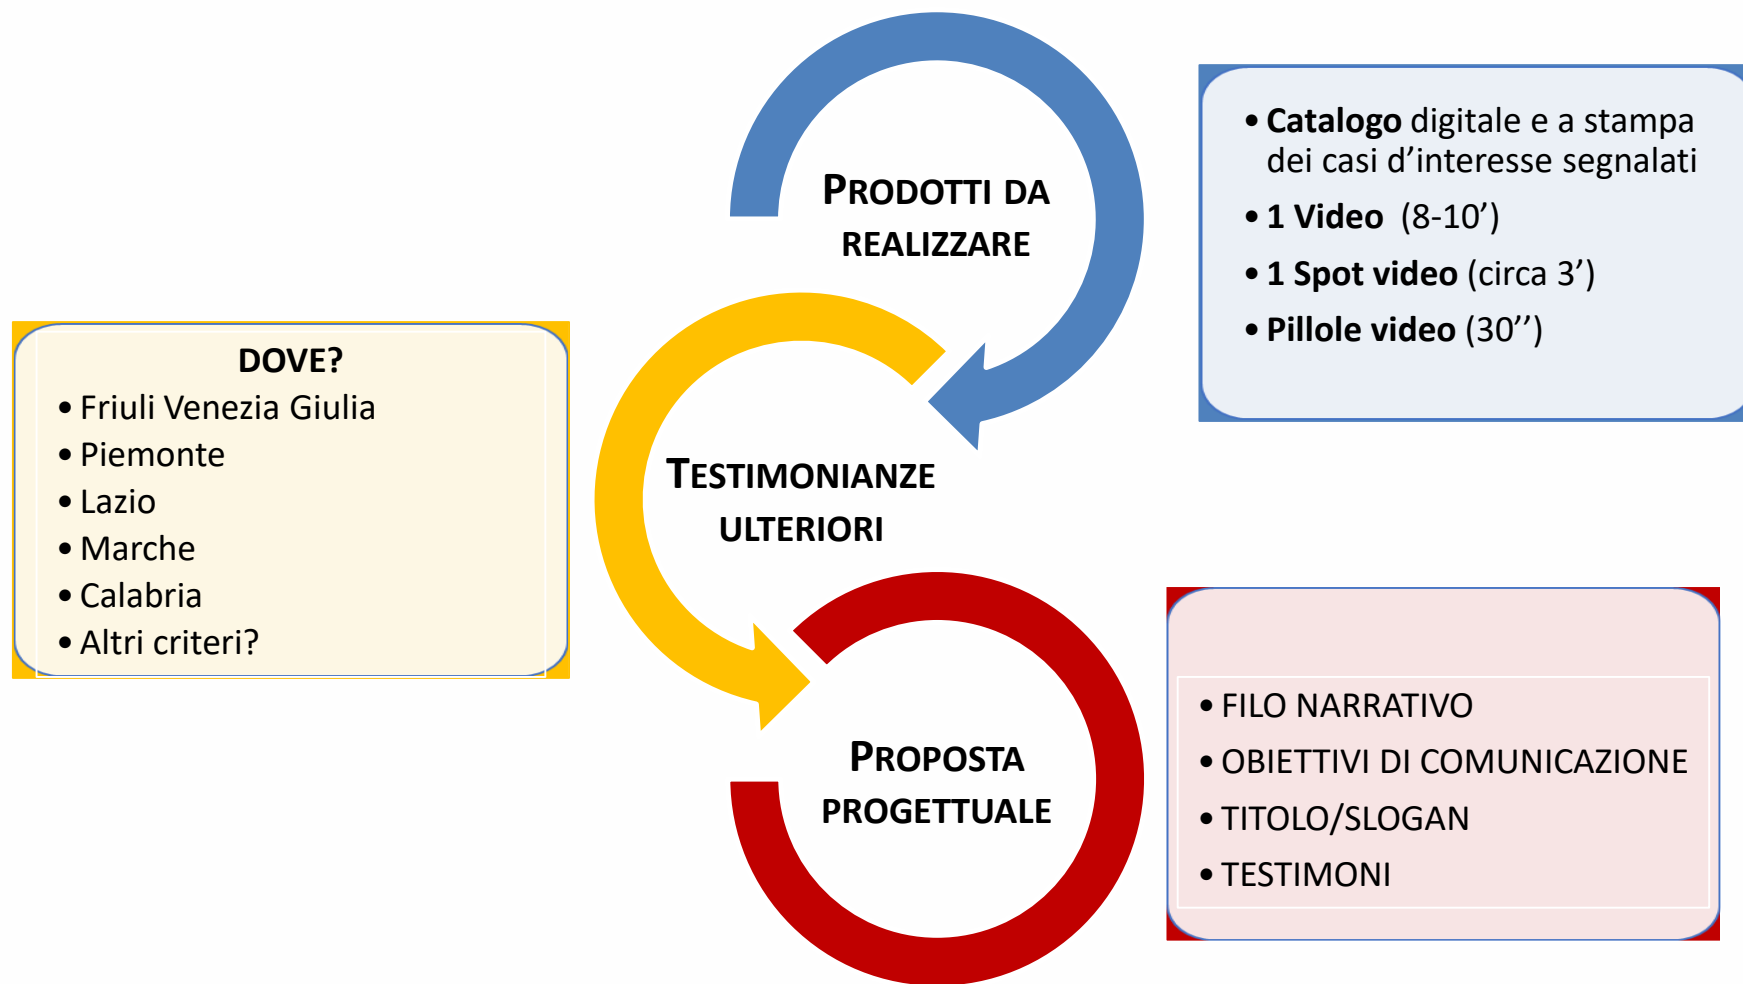 PRODOTTI DA
REALIZZARE
• Catalogo digitale e a stampa
dei casi d’interesse segnalati
• 1 Video  (8-10’)
• 1 Spot video (circa 3’)
• Pillole video (30’’)
TESTIMONIANZE
ULTERIORI
DOVE?
• Friuli Venezia Giulia
• Piemonte
• Lazio
• Marche
• Calabria
• Altri criteri?
PROPOSTA
PROGETTUALE
• FILO NARRATIVO
• OBIETTIVI DI COMUNICAZIONE
• TITOLO/SLOGAN
• TESTIMONI